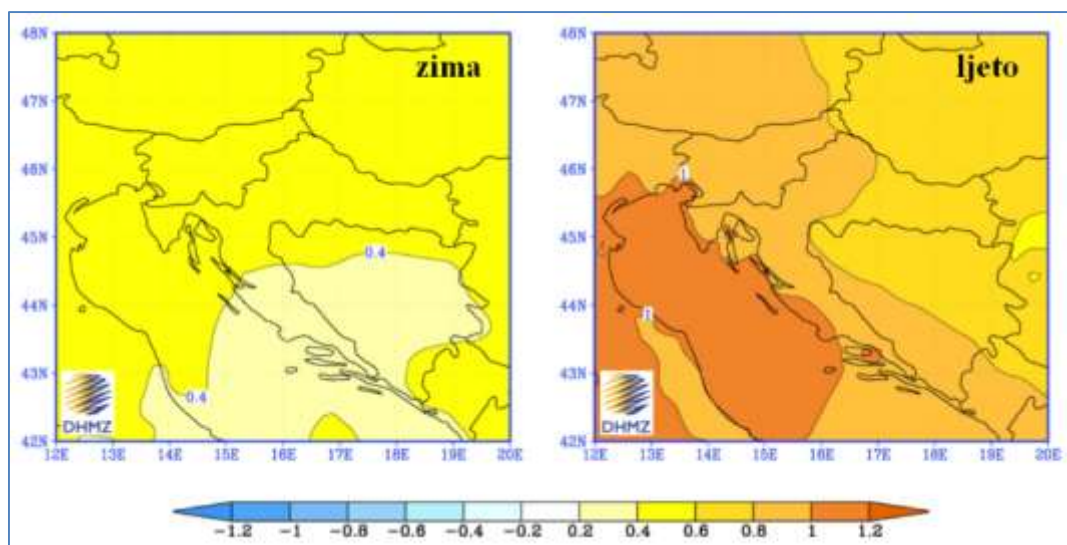 48N
zima
47N
46N
45N
0.4
44N
43N
0.4
DHMZ
42N
12E 13E 14E 15E 16E 17E 18E 19E 20E
48N
ljeto
47N
46N
1
45N
44N
1
43N
DHMZ
42N
12E 13E 14E 15E 16E 17E 18E 19E 20E
-1.2 -1 -0.8 -0.6 -0.4 -0.2 0.2 0.4 0.6 0.8 1 1.2